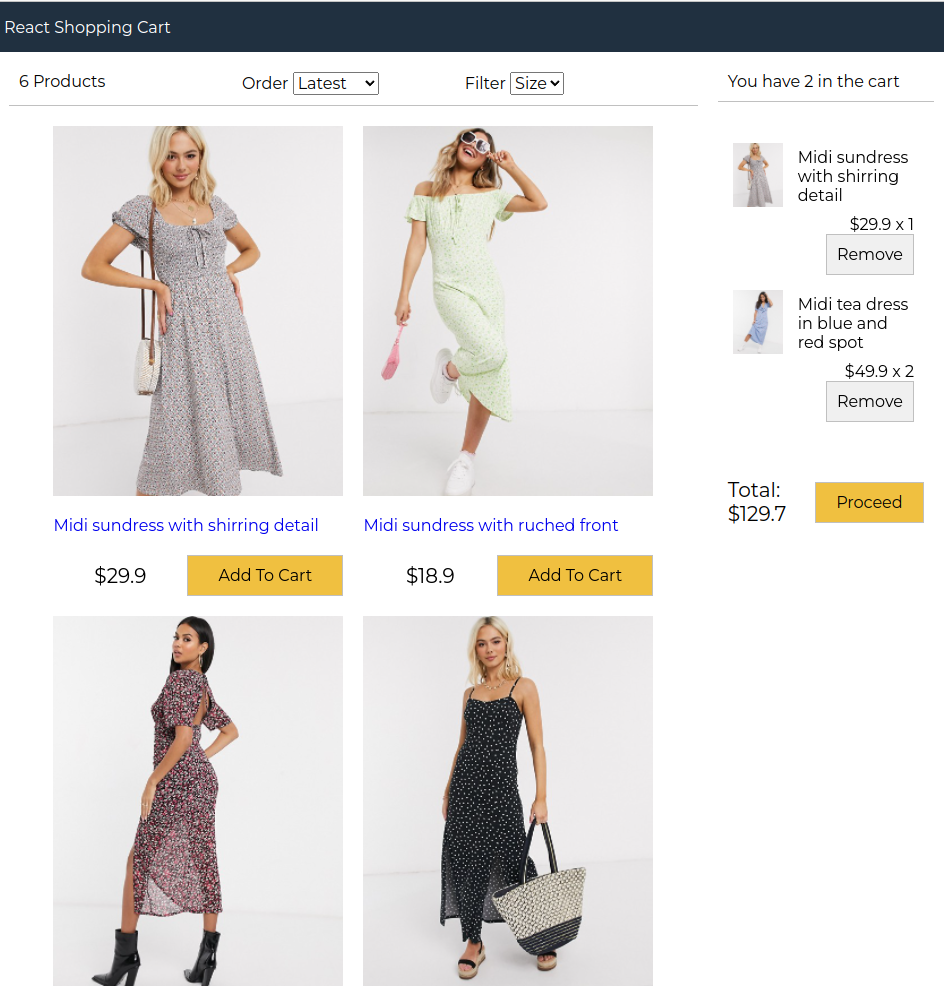 React Shopping Cart
6 Products
Order Latest
Filter Size
You have 2 in the cart
Midi sundress
with shirring
detail
$29.9 x 1
Remove
Midi tea dress
in blue and
red spot
$49.9 x 2
Remove
Total:
$129.7
Proceed
Midi sundress with shirring detail
$29.9
Add To Cart
Midi sundress with ruched front
$18.9
Add To Cart